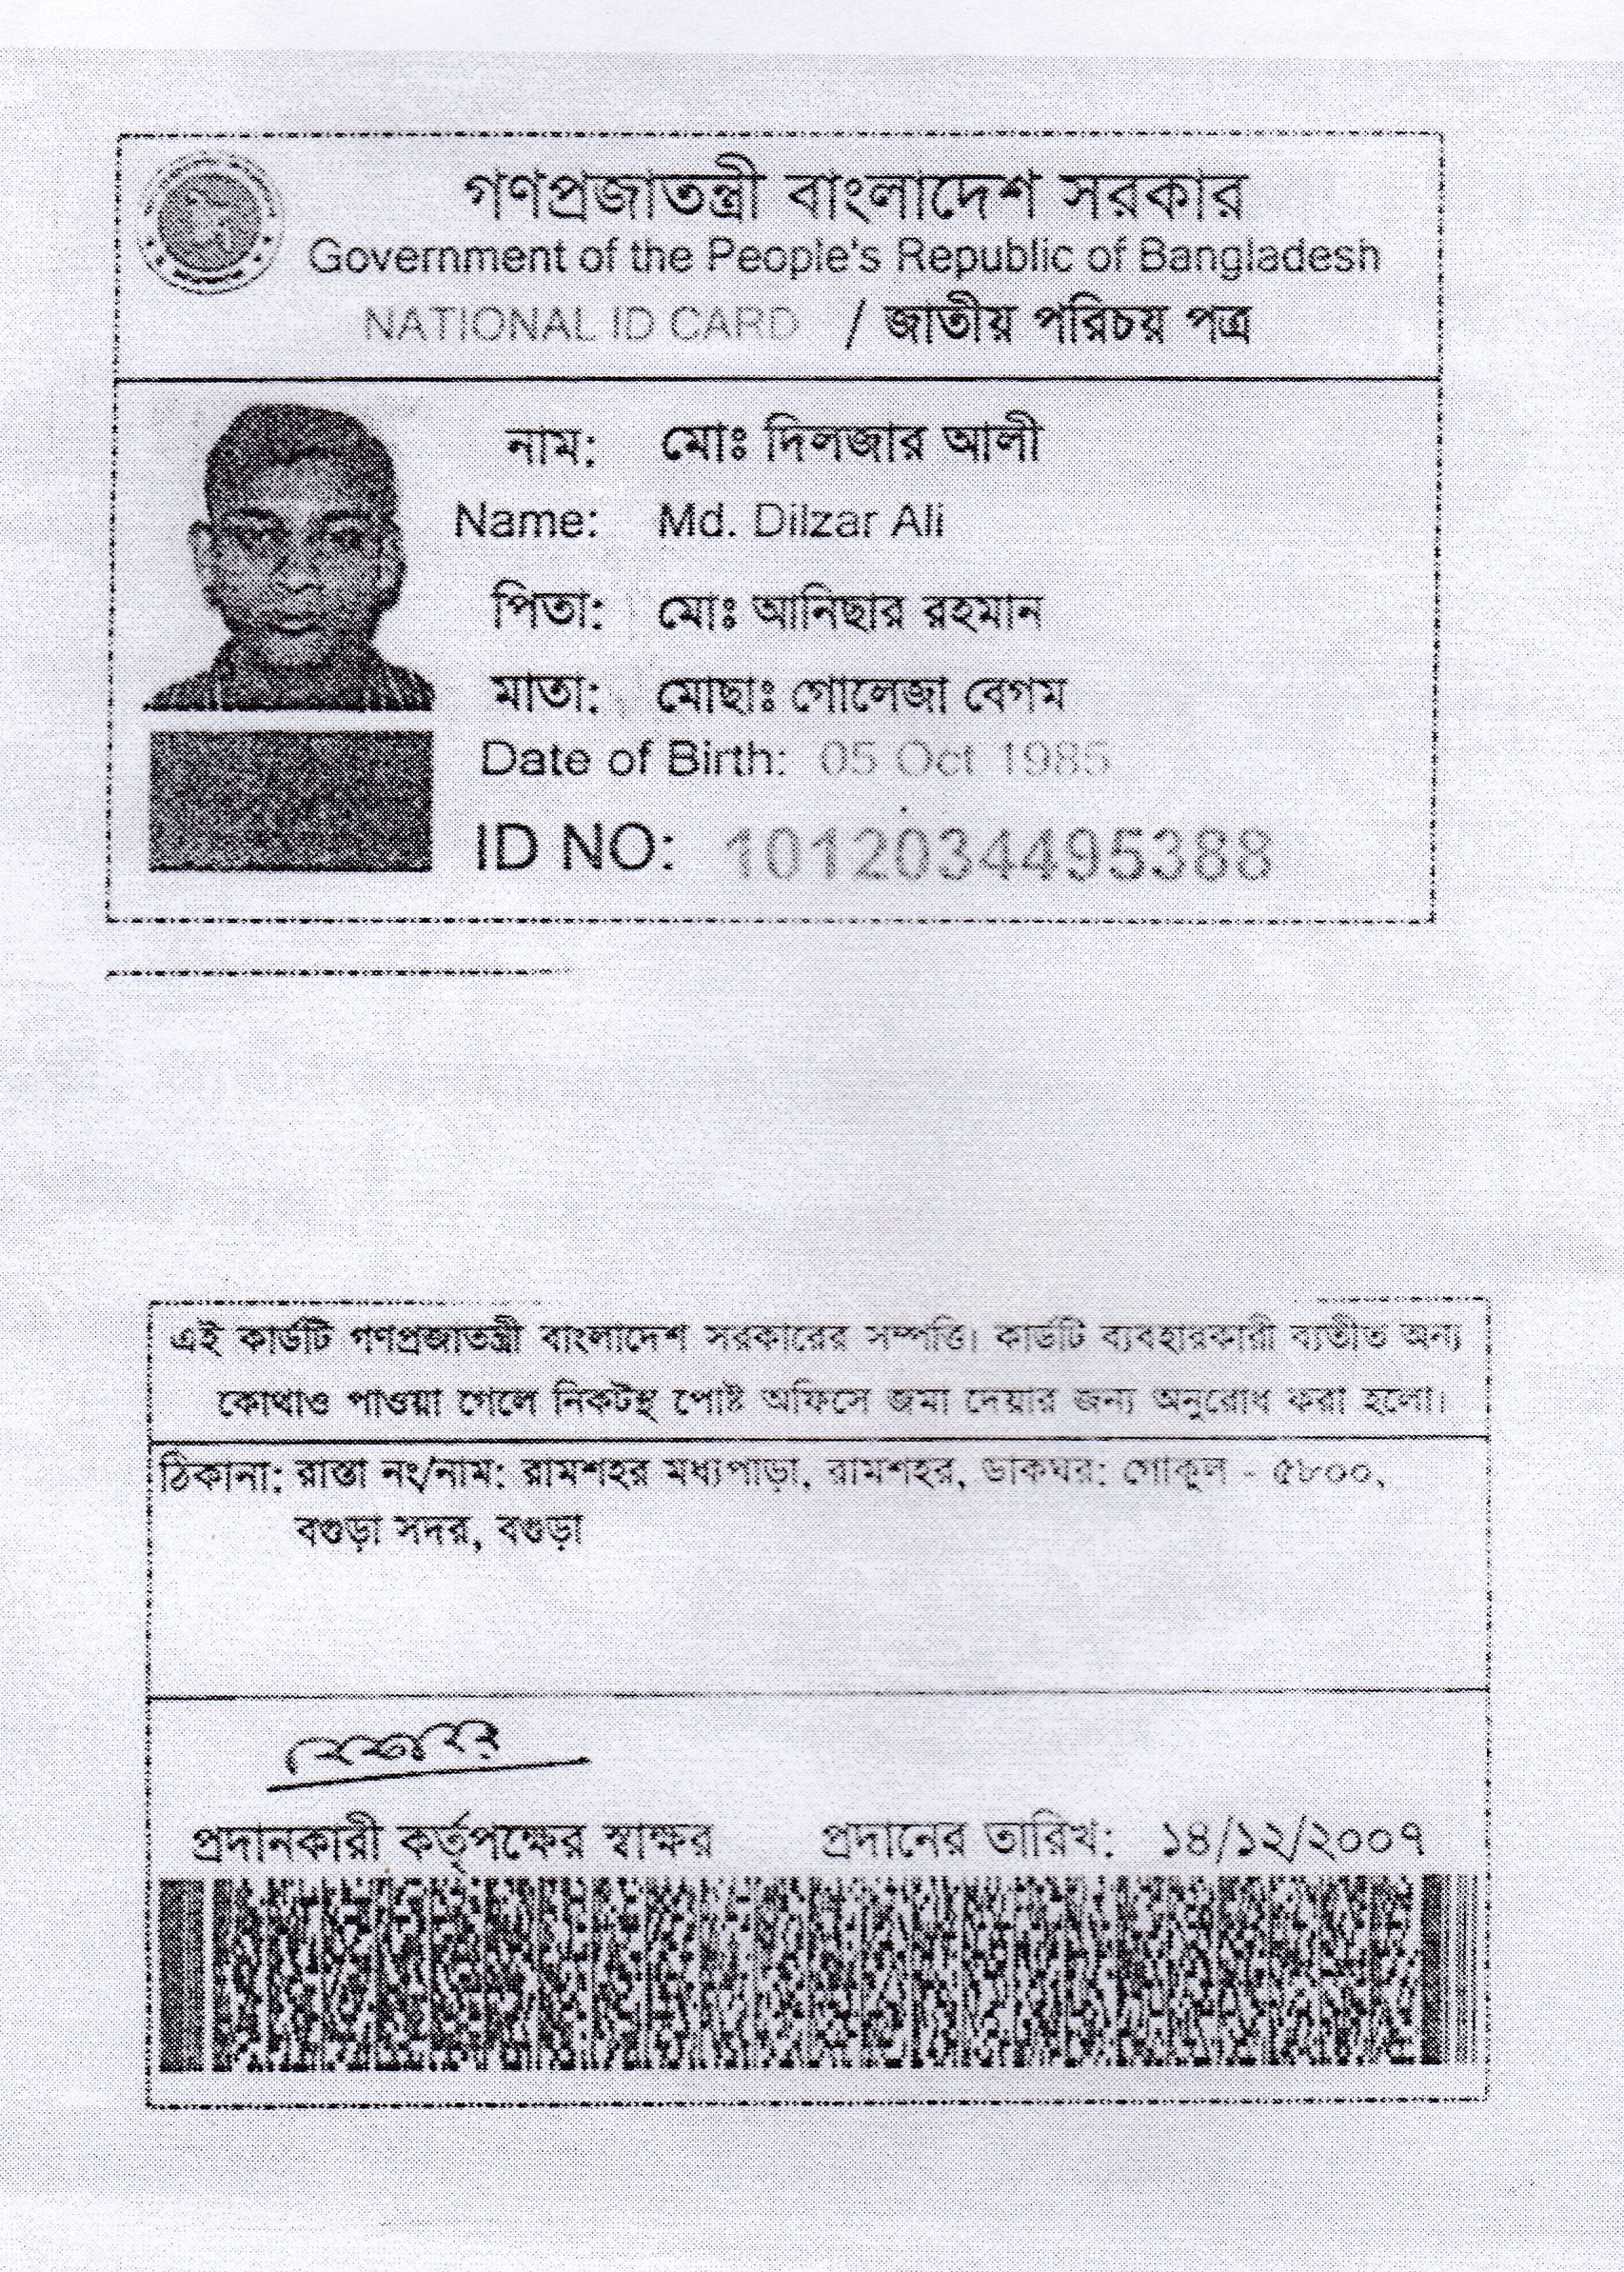 গণপ্রজাতন্ত্রী বাংলাদেশ সরকার
Government of the People's Republic of Bangladesh
NATIONAL ID CARD / জাতীয় পরিচয় পত্র
নাম: মোঃ দিলজার আলী
Name: Md. Dilzar Ali
পিতা: মোঃ আনিছার রহমান
মাতা: মোছাঃ গোলেজা বেগম
Date of Birth: 05 Oct 1985
ID NO: 1012034495388
এই কার্ডটি গণপ্রজাতন্ত্রী বাংলাদেশ সরকারের সম্পত্তি। কার্ডটি ব্যবহারকারী ব্যতীত অন্য
কোথাও পাওয়া গেলে নিকটস্থ পোষ্ট অফিসে জমা দেয়ার জন্য অনুরোধ করা হলো।
ঠিকানা: রাস্তা নং/নাম: রামশহর মধ্যপাড়া, রামশহর, ডাকঘর: গোকুল - ৫৮০০,
বগুড়া সদর, বগুড়া
প্রদানকারী কর্তৃপক্ষের স্বাক্ষর প্রদানের তারিখ: ১৪/১২/২০০৭